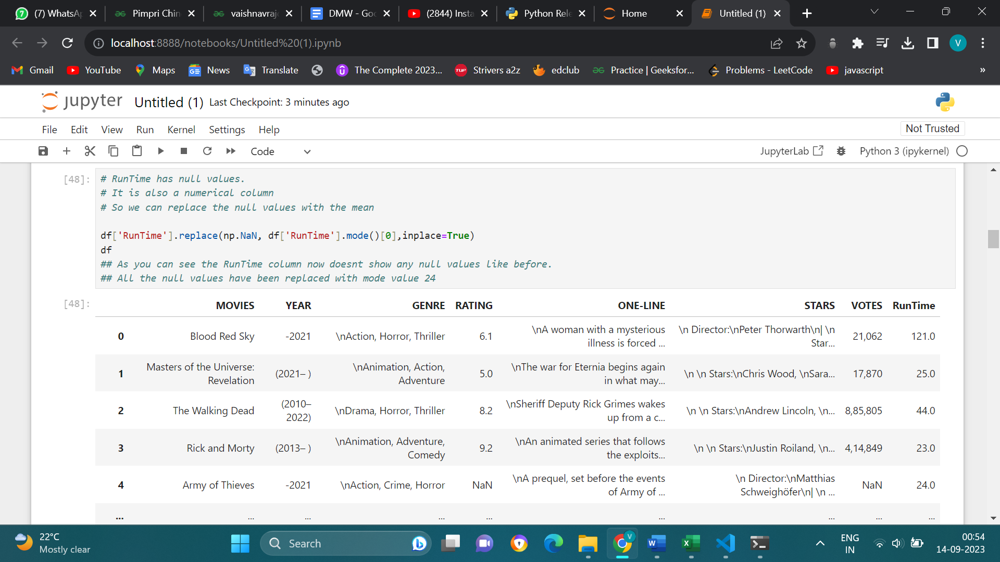 (7) WhatsAp
Pimpri Chin
vaishnavraj
DMW - Goo
(2844) Insta
Python Rele
Home
Untitled (1)
localhost:8888/notebooks/Untitled%20(1).ipynb
V
Gmail
YouTube
Maps
News
Translate
The Complete 2023...
TUF
Strivers a2z
edclub
Practice | Geeksfor...
Problems - LeetCode
javascript
»
jupyter
Untitled (1)
Last Checkpoint: 3 minutes ago
File Edit View Run Kernel Settings Help
Not Trusted
Code
JupyterLab
Python 3 (ipykernel)
[48]:
# RunTime has null values.
# It is also a numerical column
# So we can replace the null values with the mean
df['RunTime'].replace(np.NaN, df['RunTime'].mode()[0],inplace=True)
df
## As you can see the RunTime column now doesnt show any null values like before.
## All the null values have been replaced with mode value 24
[48]:
MOVIES YEAR GENRE RATING ONE-LINE STARS VOTES RunTime
0 Blood Red Sky -2021 \nAction, Horror, Thriller 6.1 \nA woman with a mysterious illness is forced ... \n Director:\nPeter Thorwarth\n| \n Star... 21,062 121.0
1 Masters of the Universe: Revelation (2021– ) \nAnimation, Action, Adventure 5.0 \nThe war for Eternia begins again in what may... \n \n Stars:\nChris Wood, \nSara... 17,870 25.0
2 The Walking Dead (2010– 2022) \nDrama, Horror, Thriller 8.2 \nSheriff Deputy Rick Grimes wakes up from a c... \n \n Stars:\nAndrew Lincoln, \n... 8,85,805 44.0
3 Rick and Morty (2013– ) \nAnimation, Adventure, Comedy 9.2 \nAn animated series that follows the exploits... \n \n Stars:\nJustin Roiland, \n... 4,14,849 23.0
4 Army of Thieves -2021 \nAction, Crime, Horror NaN \nA prequel, set before the events of Army of ... \n Director:\nMatthias Schweighöfer\n| \n ... NaN 24.0
... ... ... ... ... ... ... ... ...
22°C
Mostly clear
Search
V
ENG
IN
00:54
14-09-2023